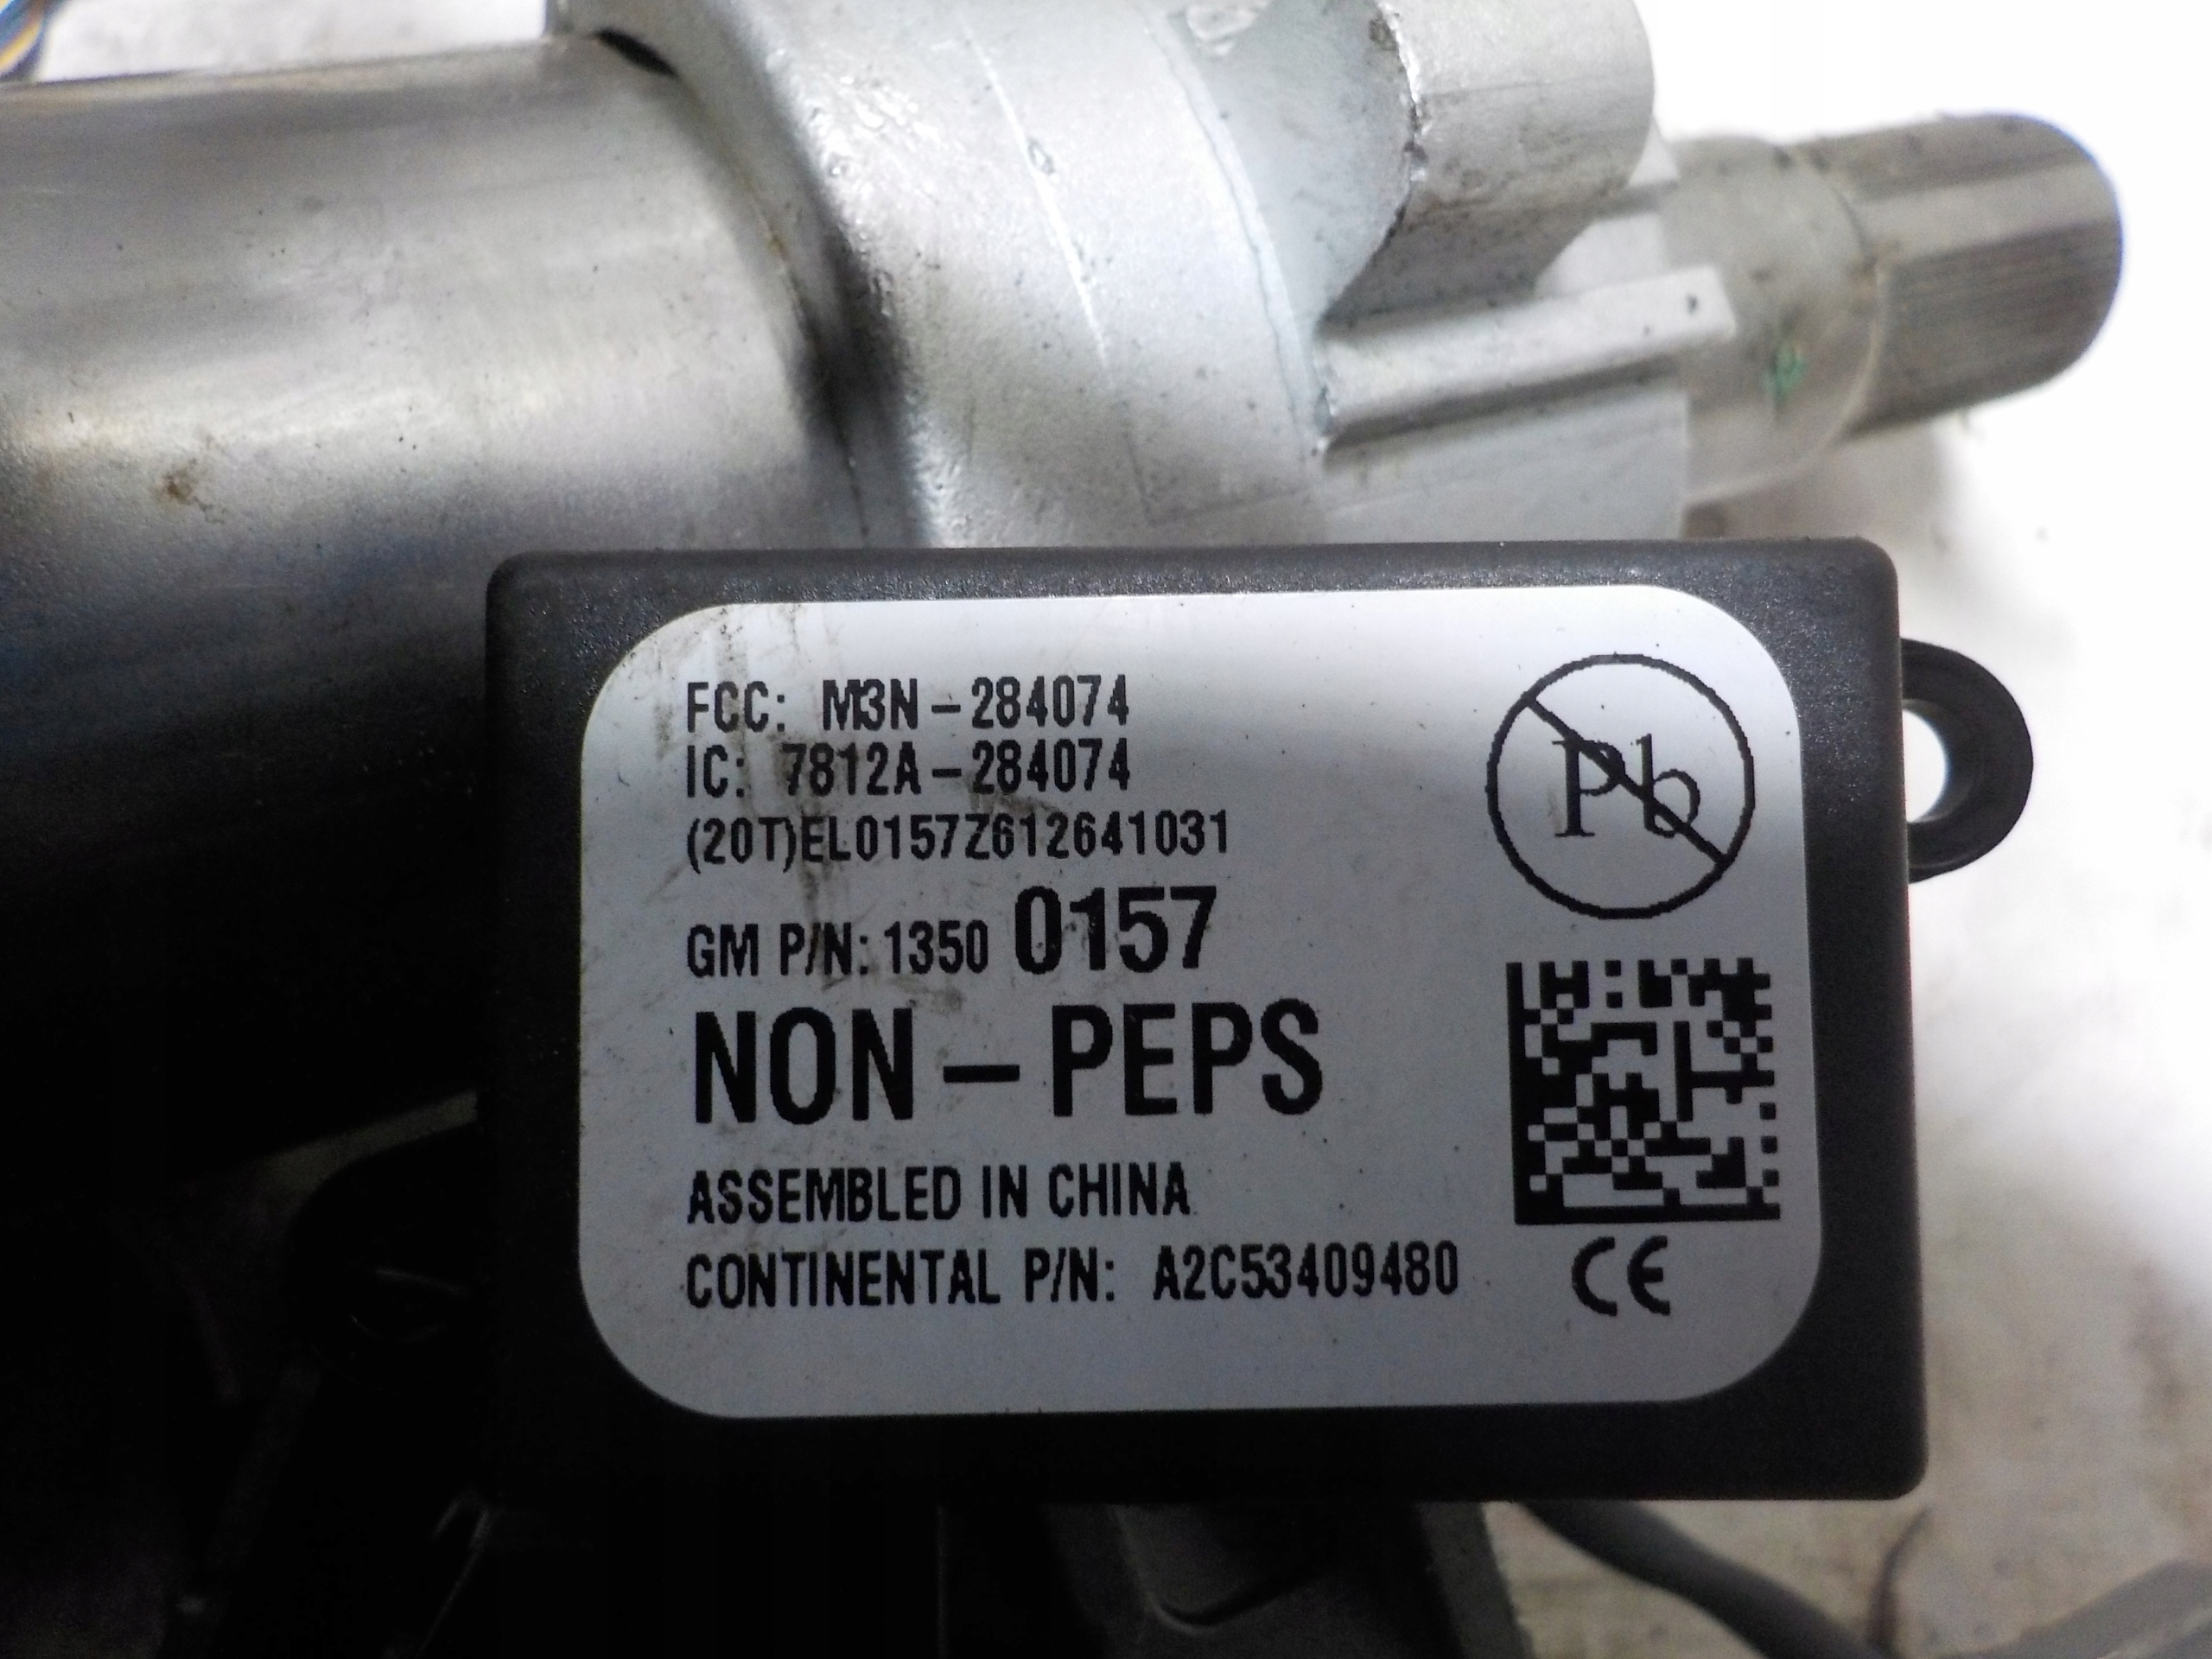 FCC: M3N-284074
IC: 7812A-284074
(20T)EL0157Z612641031
GM P/N: 1350 0157
NON-PEPS
ASSEMBLED IN CHINA
CONTINENTAL P/N: A2C53409480
Pb
CE